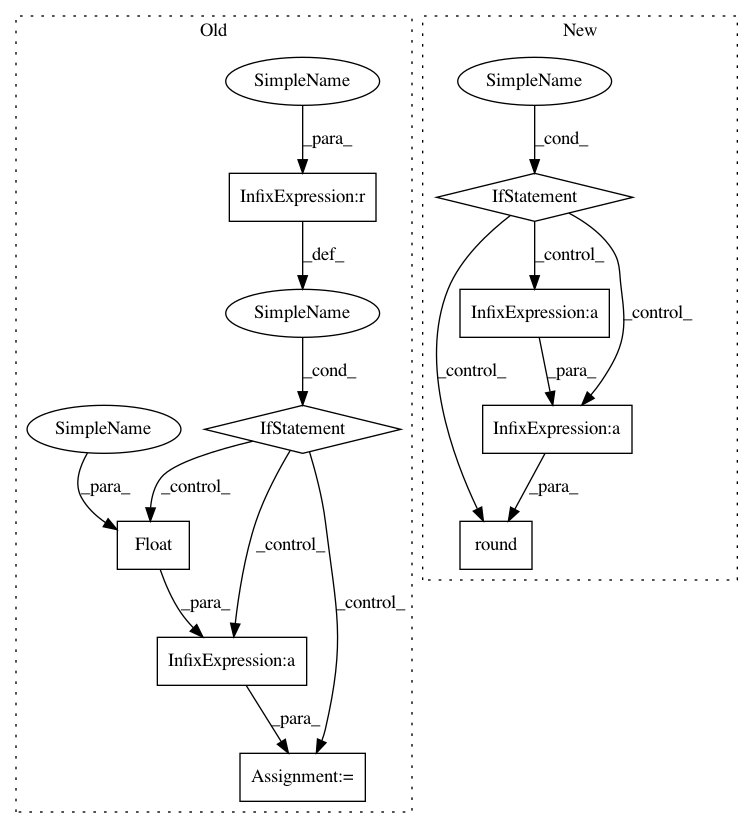 Old
New
SimpleName
SimpleName
_para_
_cond_
InfixExpression:r
IfStatement
_def_
_control_
SimpleName
InfixExpression:a
_control_
_cond_
_control_
_para_
SimpleName
IfStatement
InfixExpression:a
_para_
_control_
_para_
Float
_control_
round
_para_
_control_
InfixExpression:a
_para_
Assignment:=